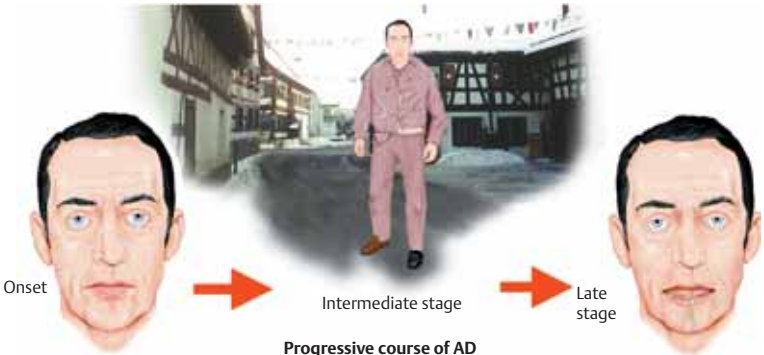 Onset
Intermediate stage
Late
stage
Progressive course of AD